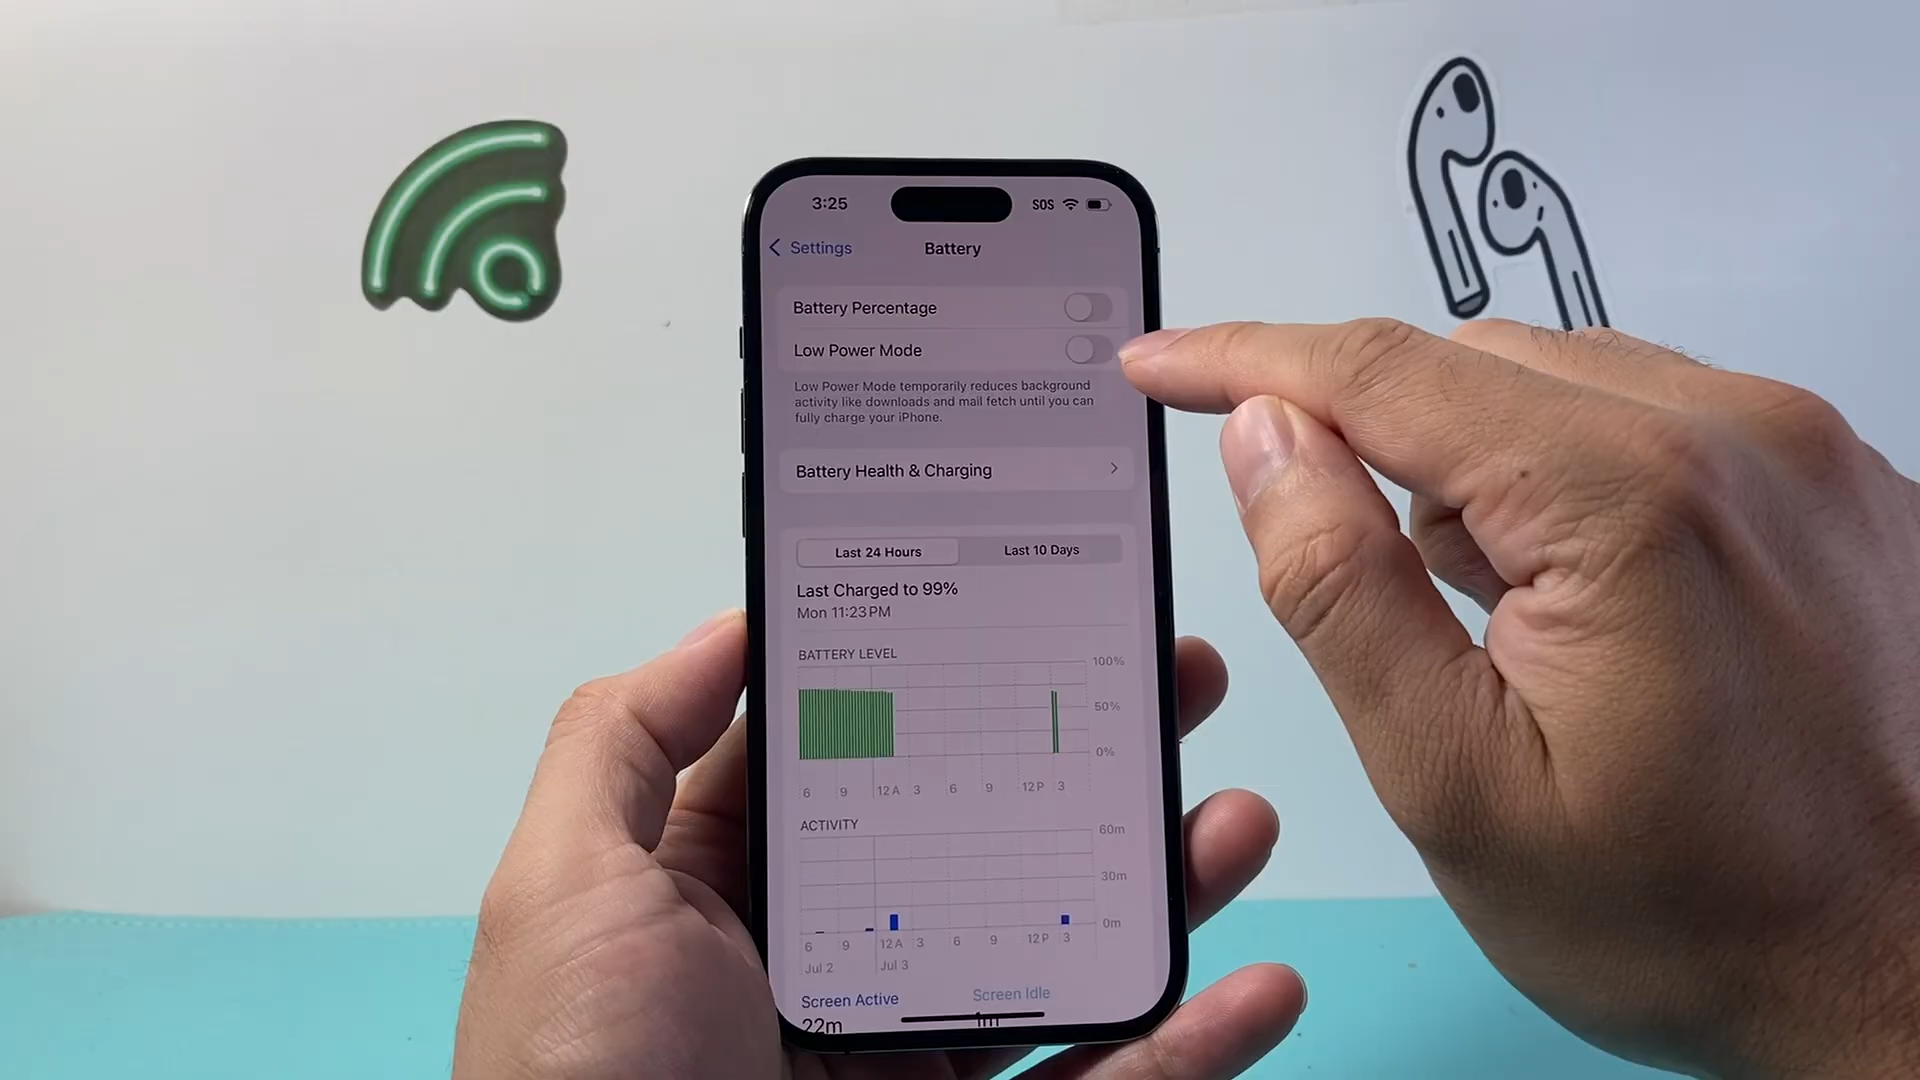 3:25
SOS
Settings
Battery
Battery Percentage
Low Power Mode
Low Power Mode temporarily reduces background
activity like downloads and mail fetch until you can
fully charge your iPhone.
Battery Health & Charging
Last 24 Hours
Last 10 Days
Last Charged to 99%
Mon 11:23 PM
BATTERY LEVEL
100%
50%
0%
6 9 12 A 3 6 9 12 P 3
ACTIVITY
60m
30m
0m
6 9 12 A 3 6 9 12 P 3
Jul 2 Jul 3
Screen Active Screen Idle
22m 1m